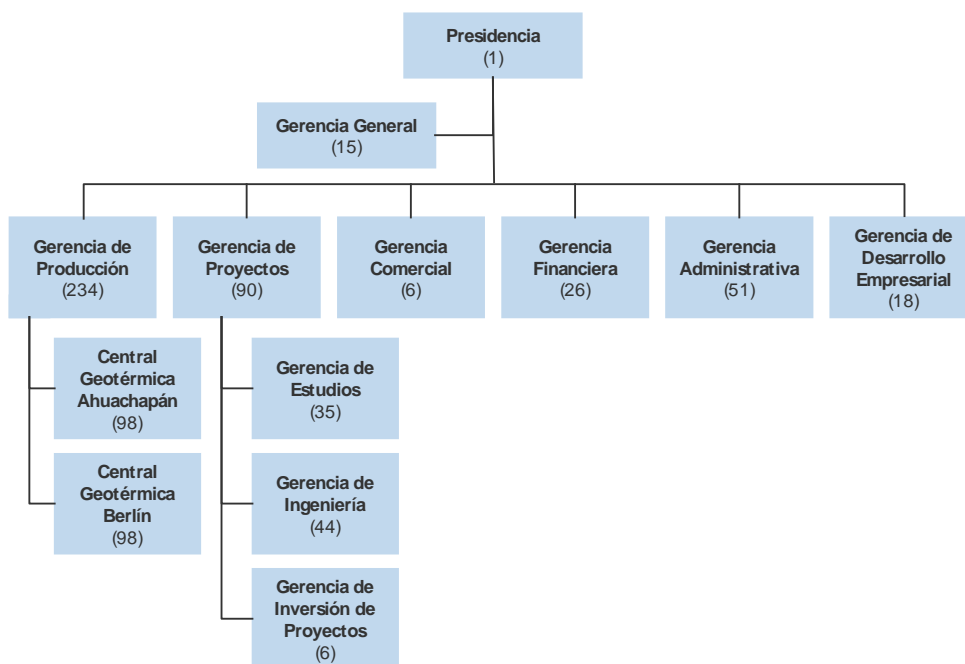 Presidencia
(1)
Gerencia General
(15)
Gerencia de
Producción
(234)
Gerencia de
Proyectos
(90)
Gerencia
Comercial
(6)
Gerencia
Financiera
(26)
Gerencia
Administrativa
(51)
Gerencia de
Desarrollo
Empresarial
(18)
Central
Geotérmica
Ahuachapán
(98)
Central
Geotérmica
Berlín
(98)
Gerencia de
Estudios
(35)
Gerencia de
Ingeniería
(44)
Gerencia de
Inversión de
Proyectos
(6)